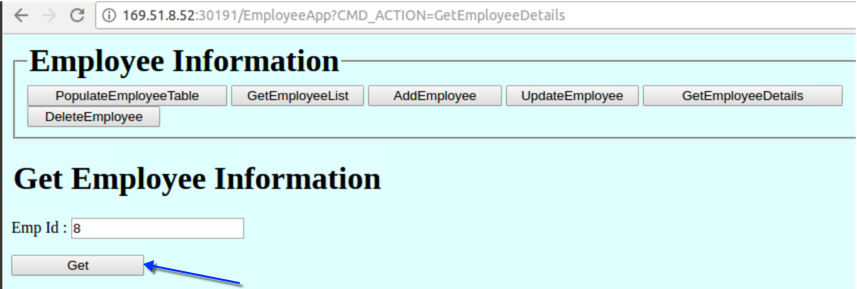 169.51.8.52:30191/EmployeeApp?CMD_ACTION=GetEmployeeDetails
Employee Information
PopulateEmployeeTable GetEmployeeList AddEmployee UpdateEmployee GetEmployeeDetails
DeleteEmployee
Get Employee Information
Emp Id : 8
Get